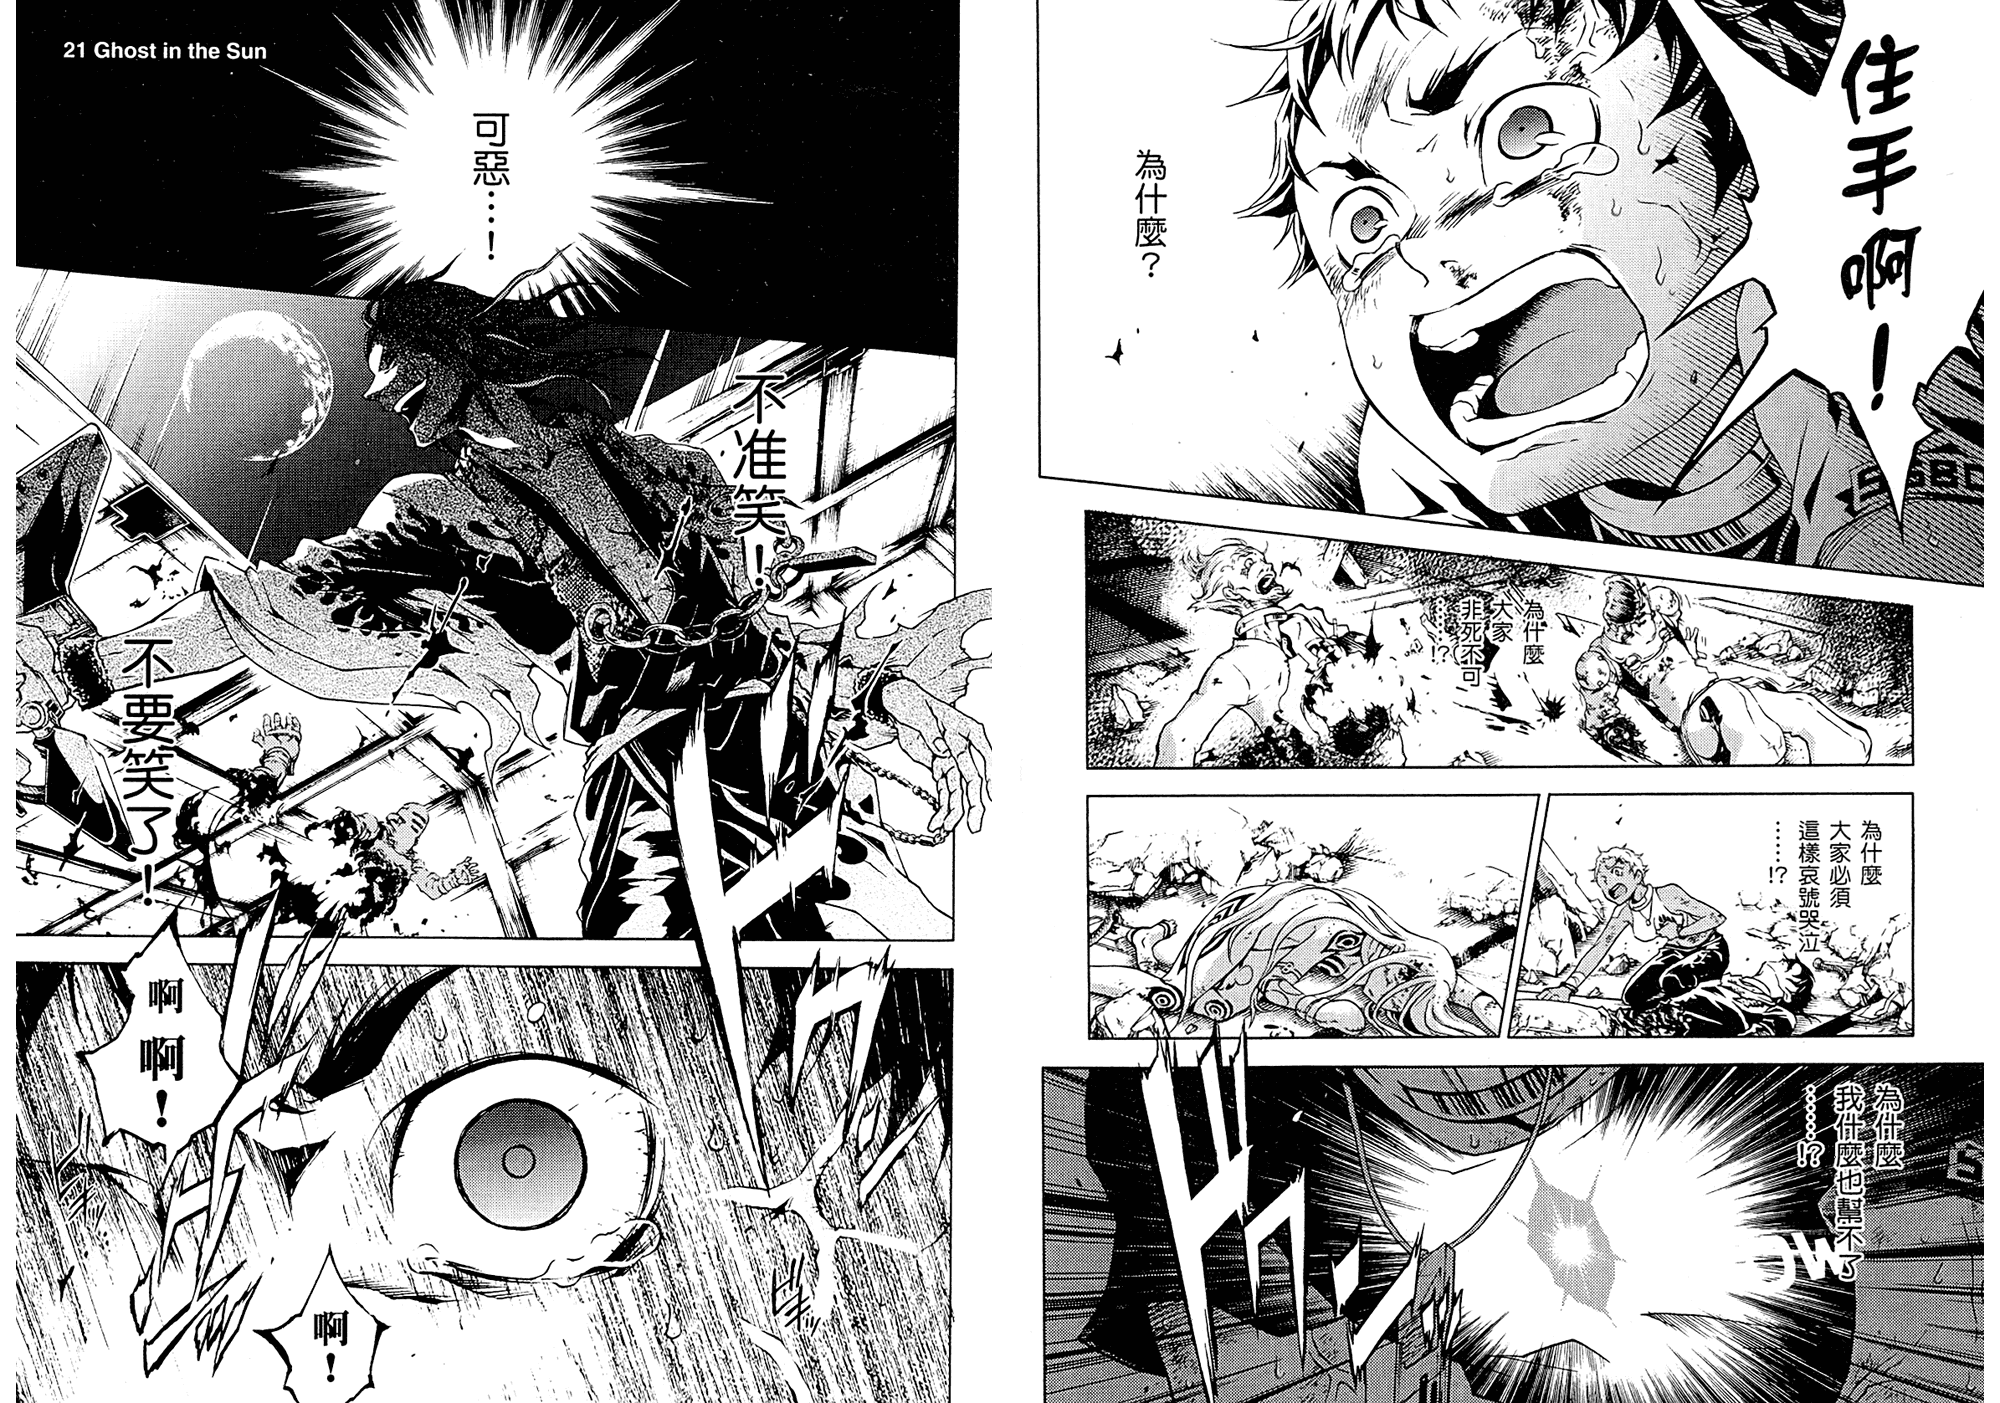 住手啊！
為什麼？
為什麼
大家
非死不可
……!?
為什麼
大家必須
這樣哀號哭泣
……!?
為什麼
我什麼也幫不了
……!?
21 Ghost in the Sun
可惡……！
不准笑！
不要笑了！
啊啊！
啊！